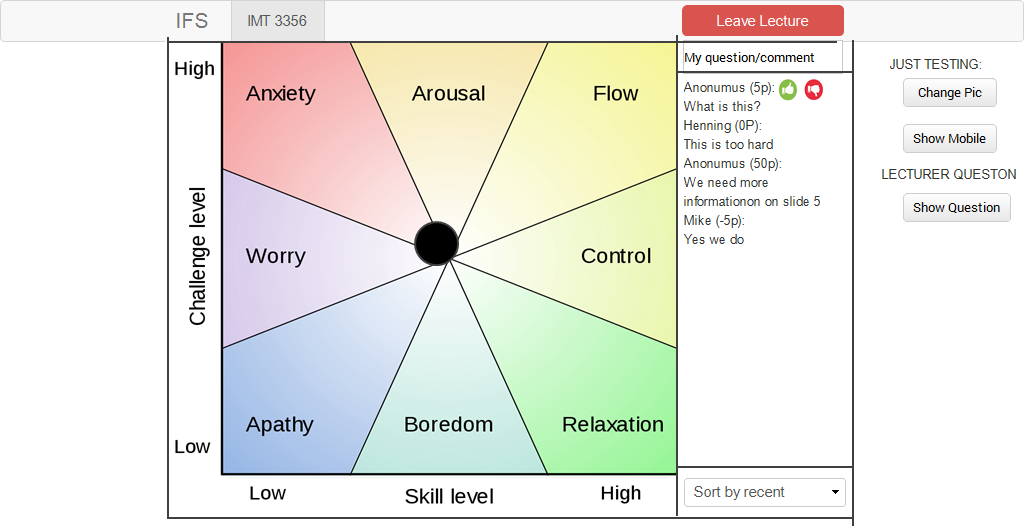 IFS
IMT 3356
Leave Lecture
High
Anxiety
Arousal
Flow
Challenge level
Worry
Control
Apathy
Boredom
Relaxation
Low
Low
Skill level
High
My question/comment
Anonumus (5p):
What is this?
Henning (0P):
This is too hard
Anonumus (50p):
We need more
informationon on slide 5
Mike (-5p):
Yes we do
Sort by recent
JUST TESTING:
Change Pic
Show Mobile
LECTURER QUESTON
Show Question